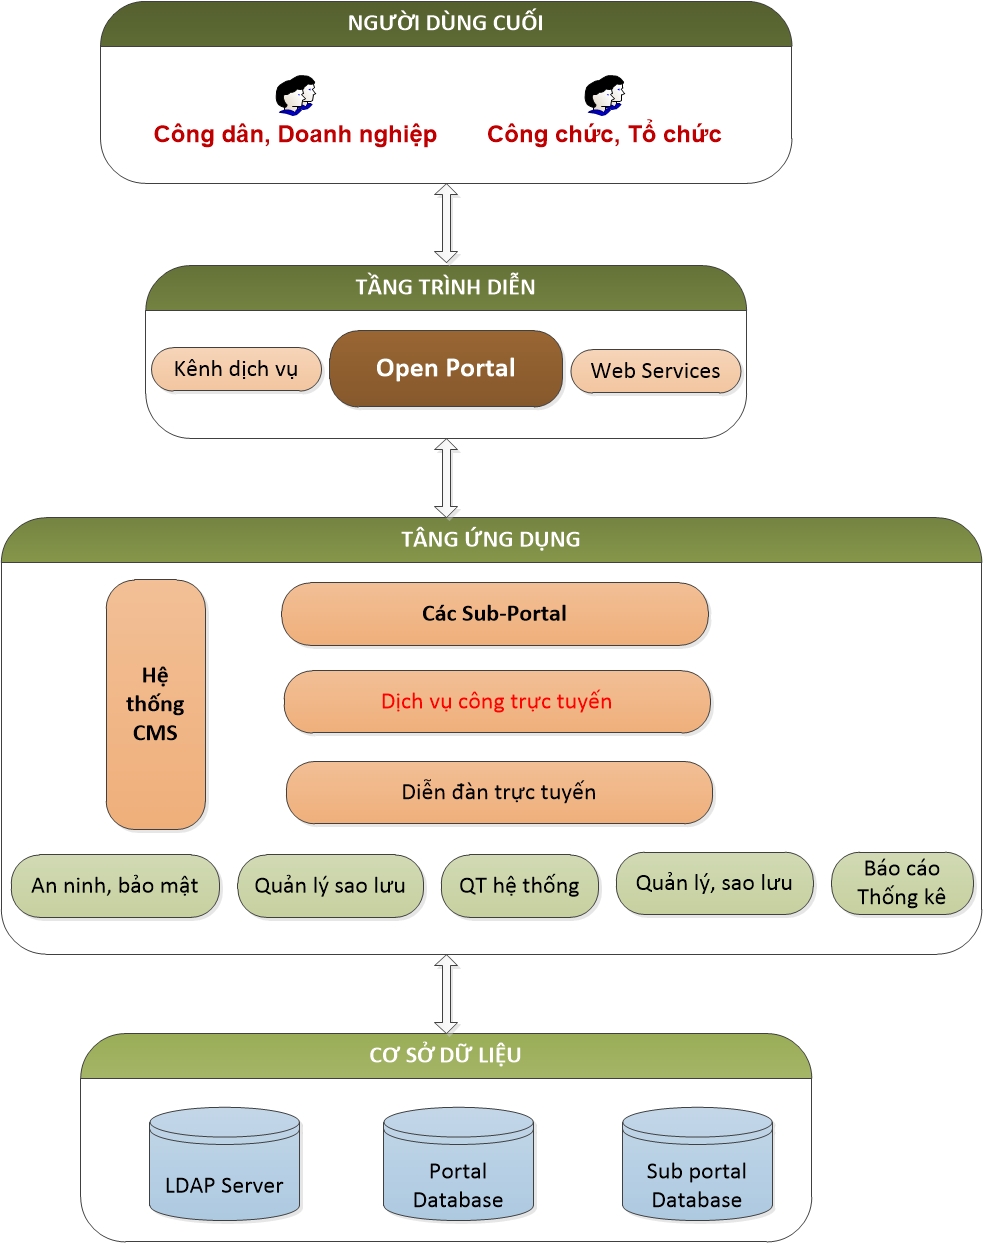 NGƯỜI DÙNG CUỐI
Công dân, Doanh nghiệp
Công chức, Tổ chức
TẦNG TRÌNH DIỄN
Kênh dịch vụ
Open Portal
Web Services
TÂNG ỨNG DỤNG
Hệ
thống
CMS
Các Sub-Portal
Dịch vụ công trực tuyến
Diễn đàn trực tuyến
An ninh, bảo mật
Quản lý sao lưu
QT hệ thống
Quản lý, sao lưu
Báo cáo
Thống kê
CƠ SỞ DỮ LIỆU
LDAP Server
Portal
Database
Sub portal
Database